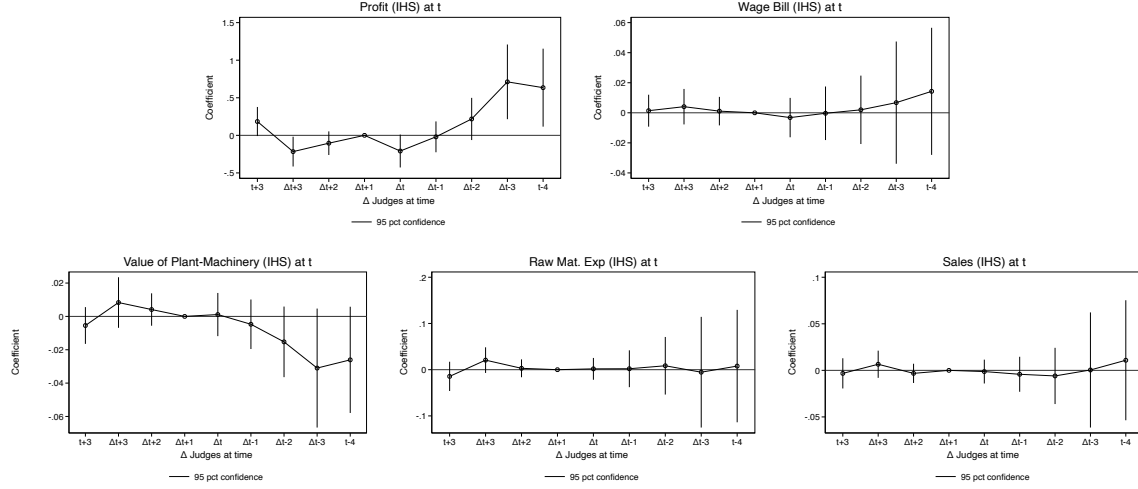 Profit (IHS) at t
Coefficient
1.5
1
.5
0
-.5
t+3 Δt+3 Δt+2 Δt+1 Δt Δt-1 Δt-2 Δt-3 t-4
Δ Judges at time
95 pct confidence
Wage Bill (IHS) at t
Coefficient
.06
.04
.02
0
-.02
-.04
t+3 Δt+3 Δt+2 Δt+1 Δt Δt-1 Δt-2 Δt-3 t-4
Δ Judges at time
95 pct confidence
Value of Plant-Machinery (IHS) at t
Coefficient
.02
0
-.02
-.04
-.06
t+3 Δt+3 Δt+2 Δt+1 Δt Δt-1 Δt-2 Δt-3 t-4
Δ Judges at time
95 pct confidence
Raw Mat. Exp (IHS) at t
Coefficient
.2
.1
0
-.1
t+3 Δt+3 Δt+2 Δt+1 Δt Δt-1 Δt-2 Δt-3 t-4
Δ Judges at time
95 pct confidence
Sales (IHS) at t
Coefficient
.1
.05
0
-.05
t+3 Δt+3 Δt+2 Δt+1 Δt Δt-1 Δt-2 Δt-3 t-4
Δ Judges at time
95 pct confidence